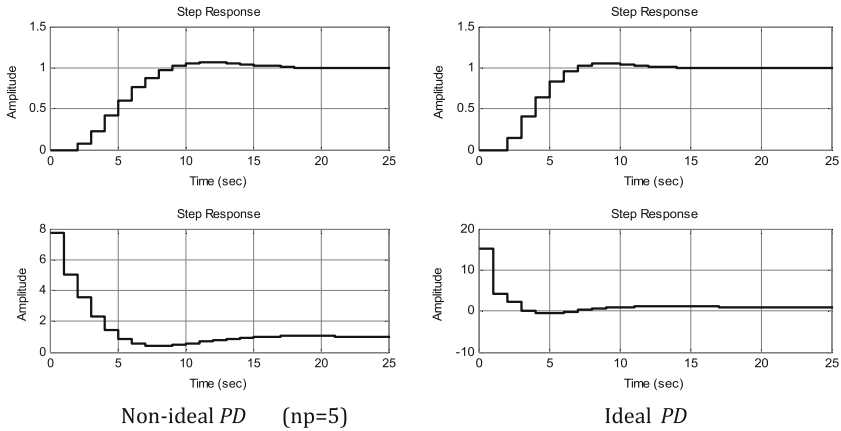 Step Response
1.5
1
0.5
0
Amplitude
0 5 10 15 20 25
Time (sec)
Step Response
1.5
1
0.5
0
Amplitude
0 5 10 15 20 25
Time (sec)
Step Response
8
6
4
2
0
Amplitude
0 5 10 15 20 25
Time (sec)
Step Response
20
10
0
-10
Amplitude
0 5 10 15 20 25
Time (sec)
Non-ideal PD (np=5)
Ideal PD